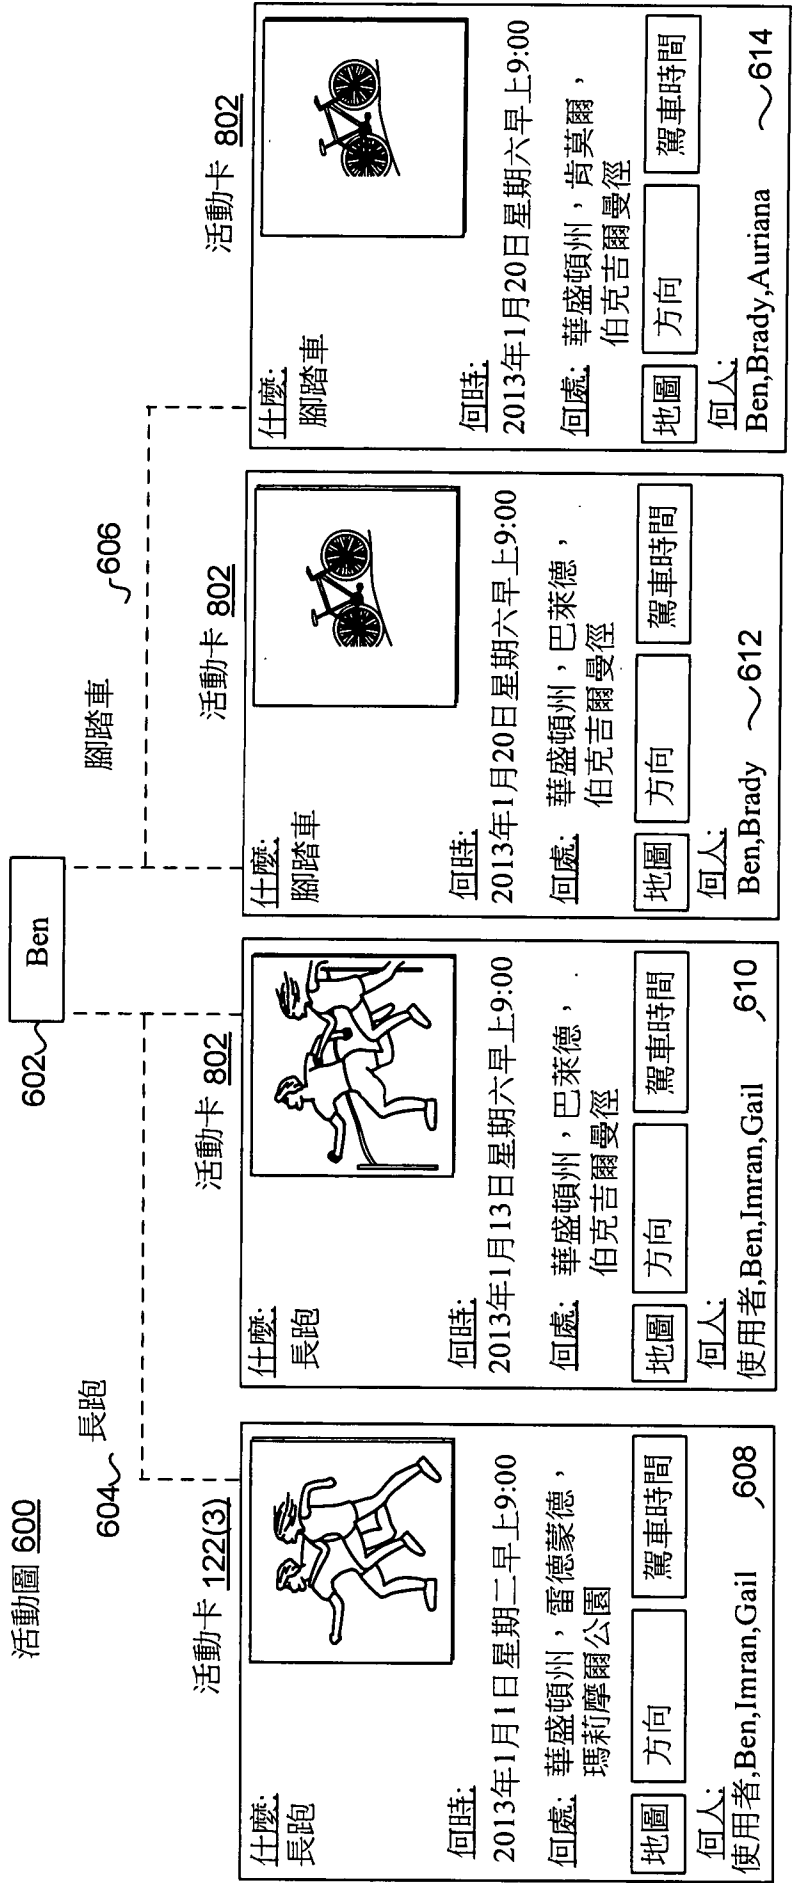 活動圖 600
602
Ben
604
長跑
腳踏車
606
活動卡 122(3)
什麼:
長跑
何時:
2013年1月1日星期二早上9:00
何處:
華盛頓州，雷德蒙德，
瑪莉摩爾公園
地圖
方向
駕車時間
何人:
使用者,Ben,Imran,Gail
608
活動卡 802
什麼:
長跑
何時:
2013年1月13日星期六早上9:00
何處:
華盛頓州，巴萊德，
伯克吉爾曼徑
地圖
方向
駕車時間
何人:
使用者,Ben,Imran,Gail
610
活動卡 802
什麼:
腳踏車
何時:
2013年1月20日星期六早上9:00
何處:
華盛頓州，巴萊德，
伯克吉爾曼徑
地圖
方向
駕車時間
何人:
Ben,Brady
612
活動卡 802
什麼:
腳踏車
何時:
2013年1月20日星期六早上9:00
何處:
華盛頓州，肯莫爾，
伯克吉爾曼徑
地圖
方向
駕車時間
何人:
Ben,Brady,Auriana
614